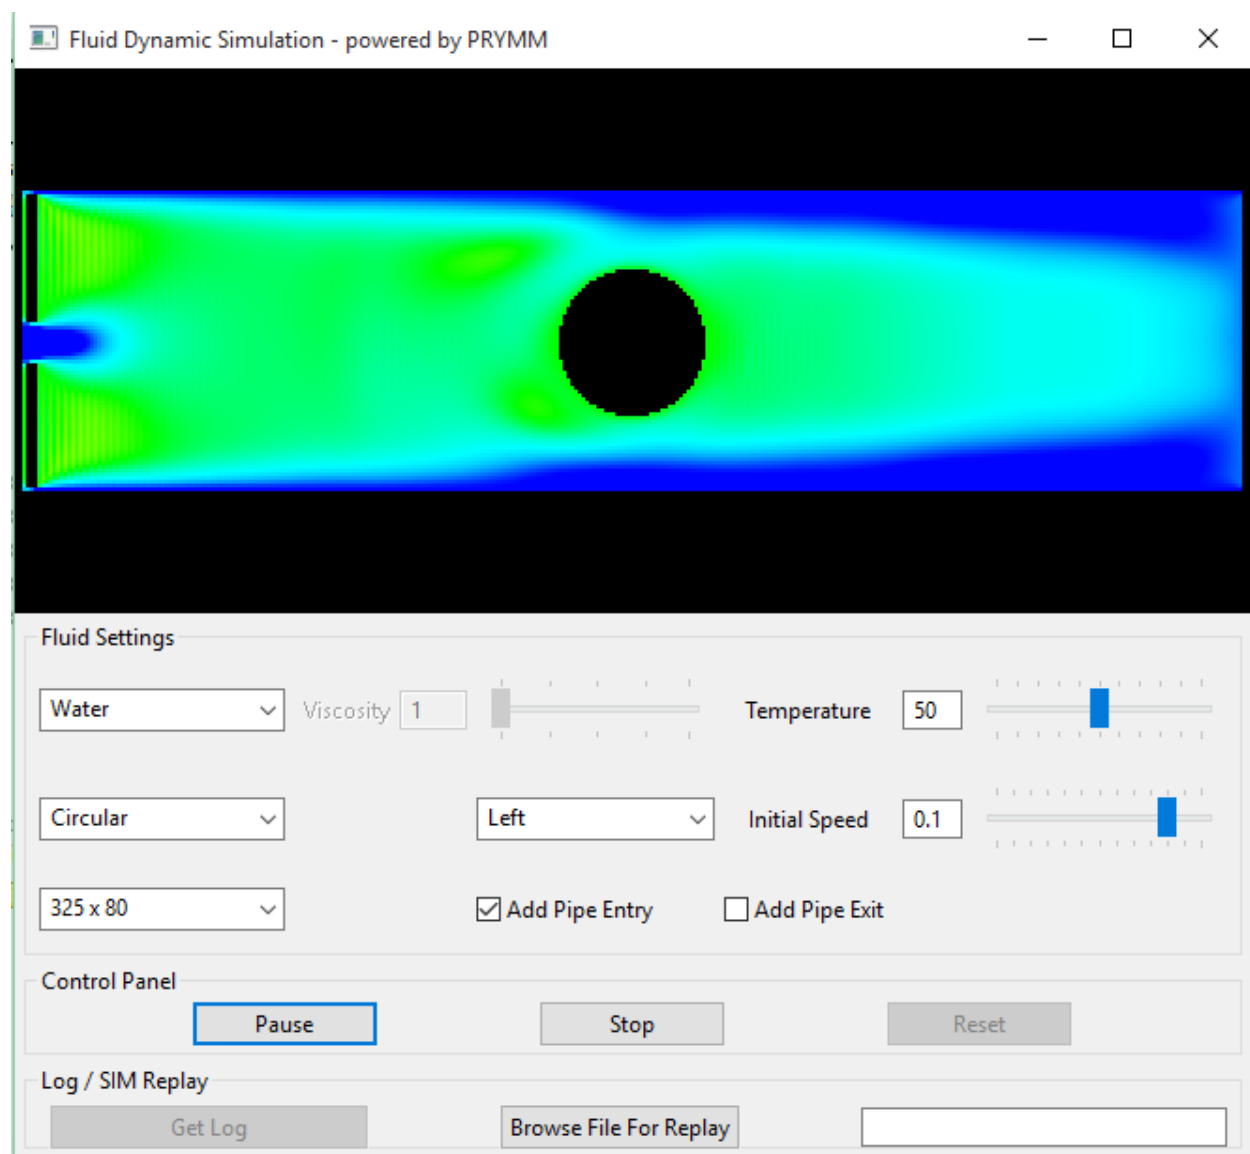 Fluid Dynamic Simulation - powered by PRYMM
Fluid Settings
Water Viscosity 1 Temperature 50
Circular Left Initial Speed 0.1
325 x 80 Add Pipe Entry Add Pipe Exit
Control Panel
Pause Stop Reset
Log / SIM Replay
Get Log Browse File For Replay